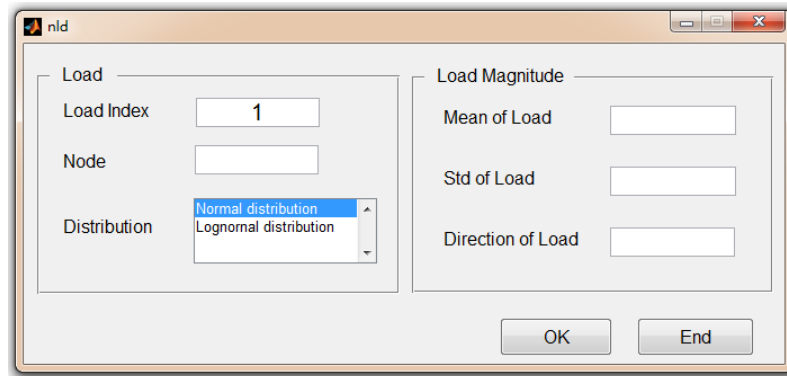 nld
Load
Load Index
1
Node
Distribution
Normal distribution
Lognornal distribution
Load Magnitude
Mean of Load
Std of Load
Direction of Load
OK
End